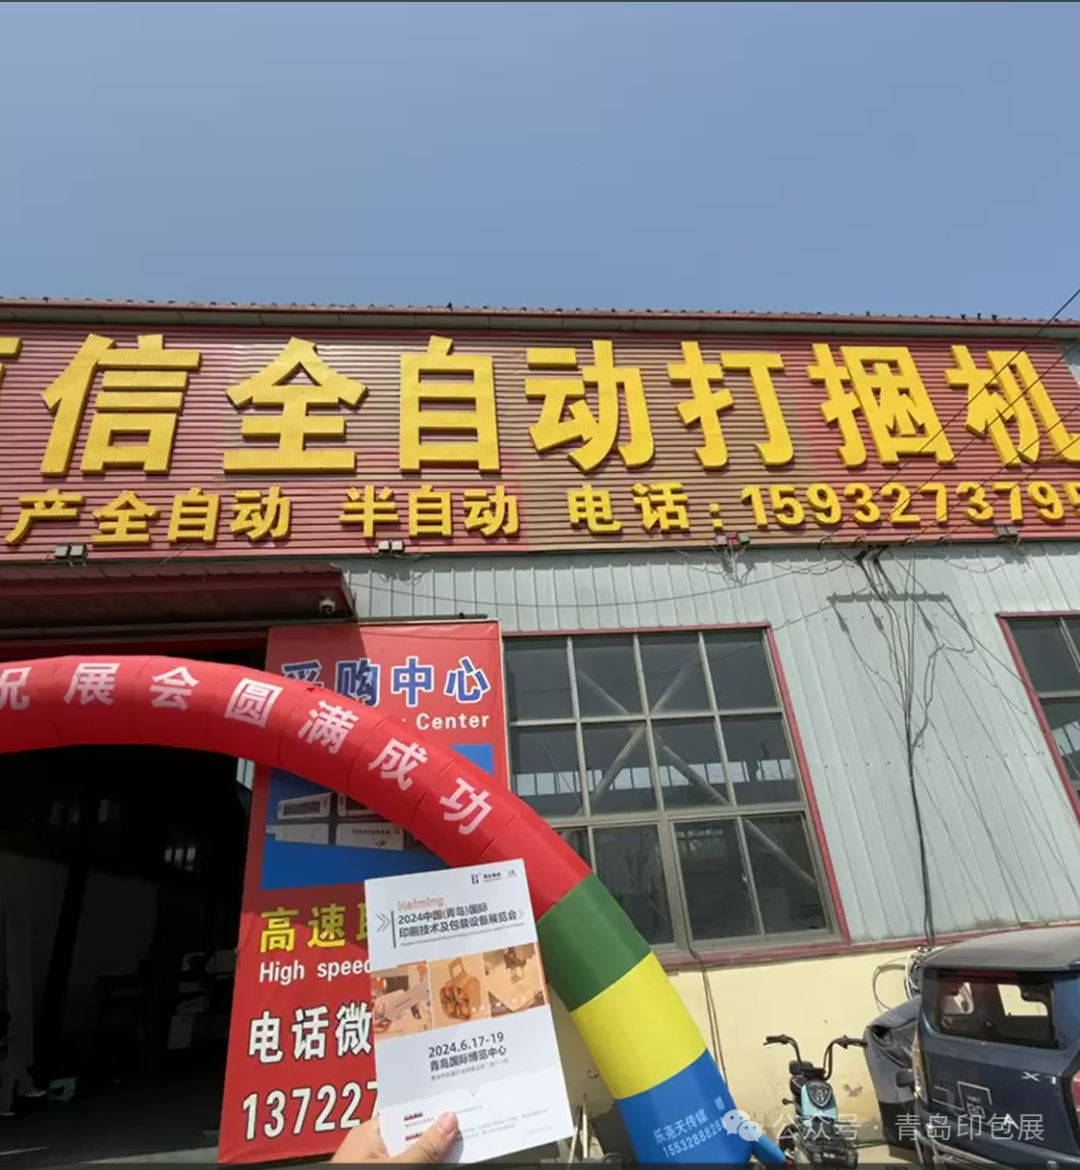 信全自动打捆机
产全自动 半自动 电话:1593273799
采购中心
Center
祝展会圆满成功
高速
High speed
电话微
137227
Haiming
2024中国(青岛)国际
印刷技术及包装设备展览会
2024.6.17-19
青岛国际博览中心
乐尧天传媒
15532888288
公众号 · 青岛印包展